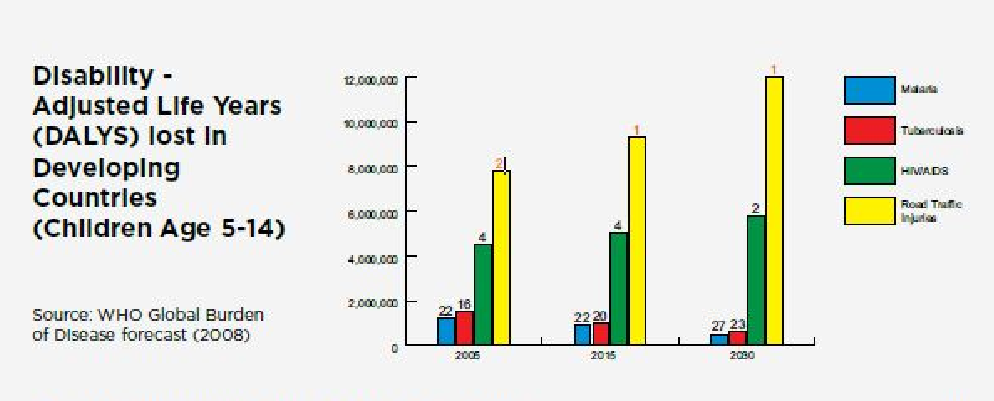 Disability -
Adjusted Life Years
(DALYS) lost in
Developing
Countries
(Children Age 5-14)
Source: WHO Global Burden
of Disease forecast (2008)
12,000,000
10,000,000
8,000,000
6,000,000
4,000,000
2,000,000
0
22 16 4 2
22 20 4 1
27 23 2 1
2005 2015 2030
Malaria
Tuberculosis
HIV/AIDS
Road Traffic
Injuries